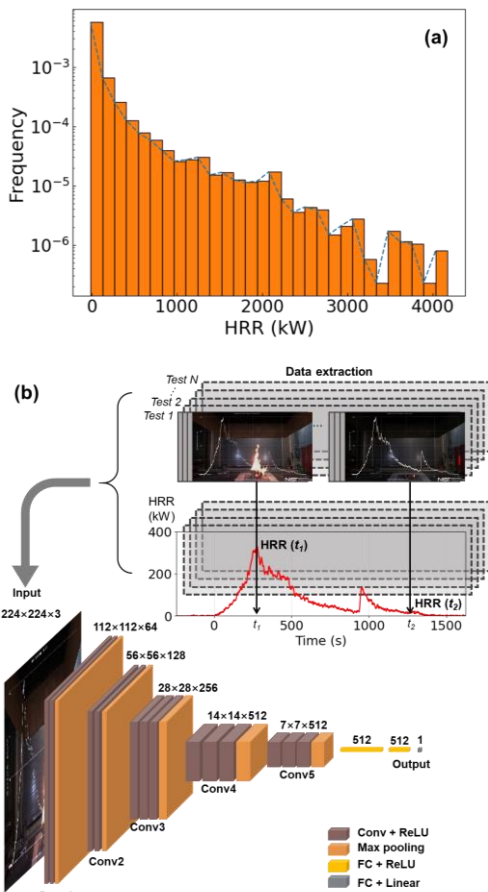 (a)
Frequency
10⁻³
10⁻⁴
10⁻⁵
10⁻⁶
0 1000 2000 3000 4000
HRR (kW)
(b)
Data extraction
Test N
Test 2
Test 1
HRR
(kW)
400
200
0
HRR (t₁)
HRR (t₂)
0 t₁ 500 1000 t₂ 1500
Time (s)
Input
224×224×3
112×112×64
56×56×128
28×28×256
14×14×512
7×7×512
512 512 1
Output
Conv5
Conv4
Conv3
Conv2
Conv + ReLU
Max pooling
FC + ReLU
FC + Linear